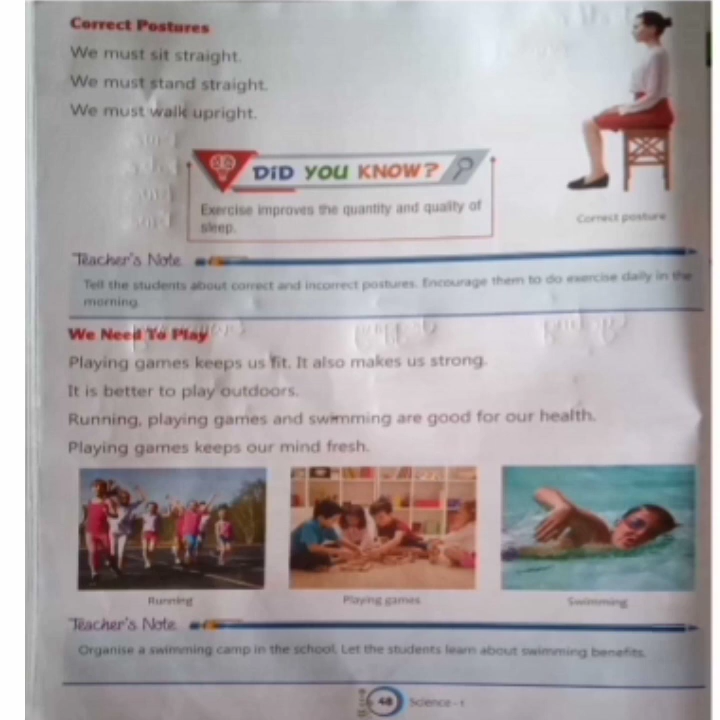 Correct Postures
We must sit straight.
We must stand straight.
We must walk upright.
DiD YOU KNOW?
Exercise improves the quantity and quality of
sleep.
Correct posture
Teacher's Note
Tell the students about correct and incorrect postures. Encourage them to do exercise daily in the
morning.
We Need To Play
Playing games keeps us fit. It also makes us strong.
It is better to play outdoors.
Running, playing games and swimming are good for our health.
Playing games keeps our mind fresh.
Running
Playing games
Swimming
Teacher's Note
Organise a swimming camp in the school. Let the students learn about swimming benefits.
48 Science - 1